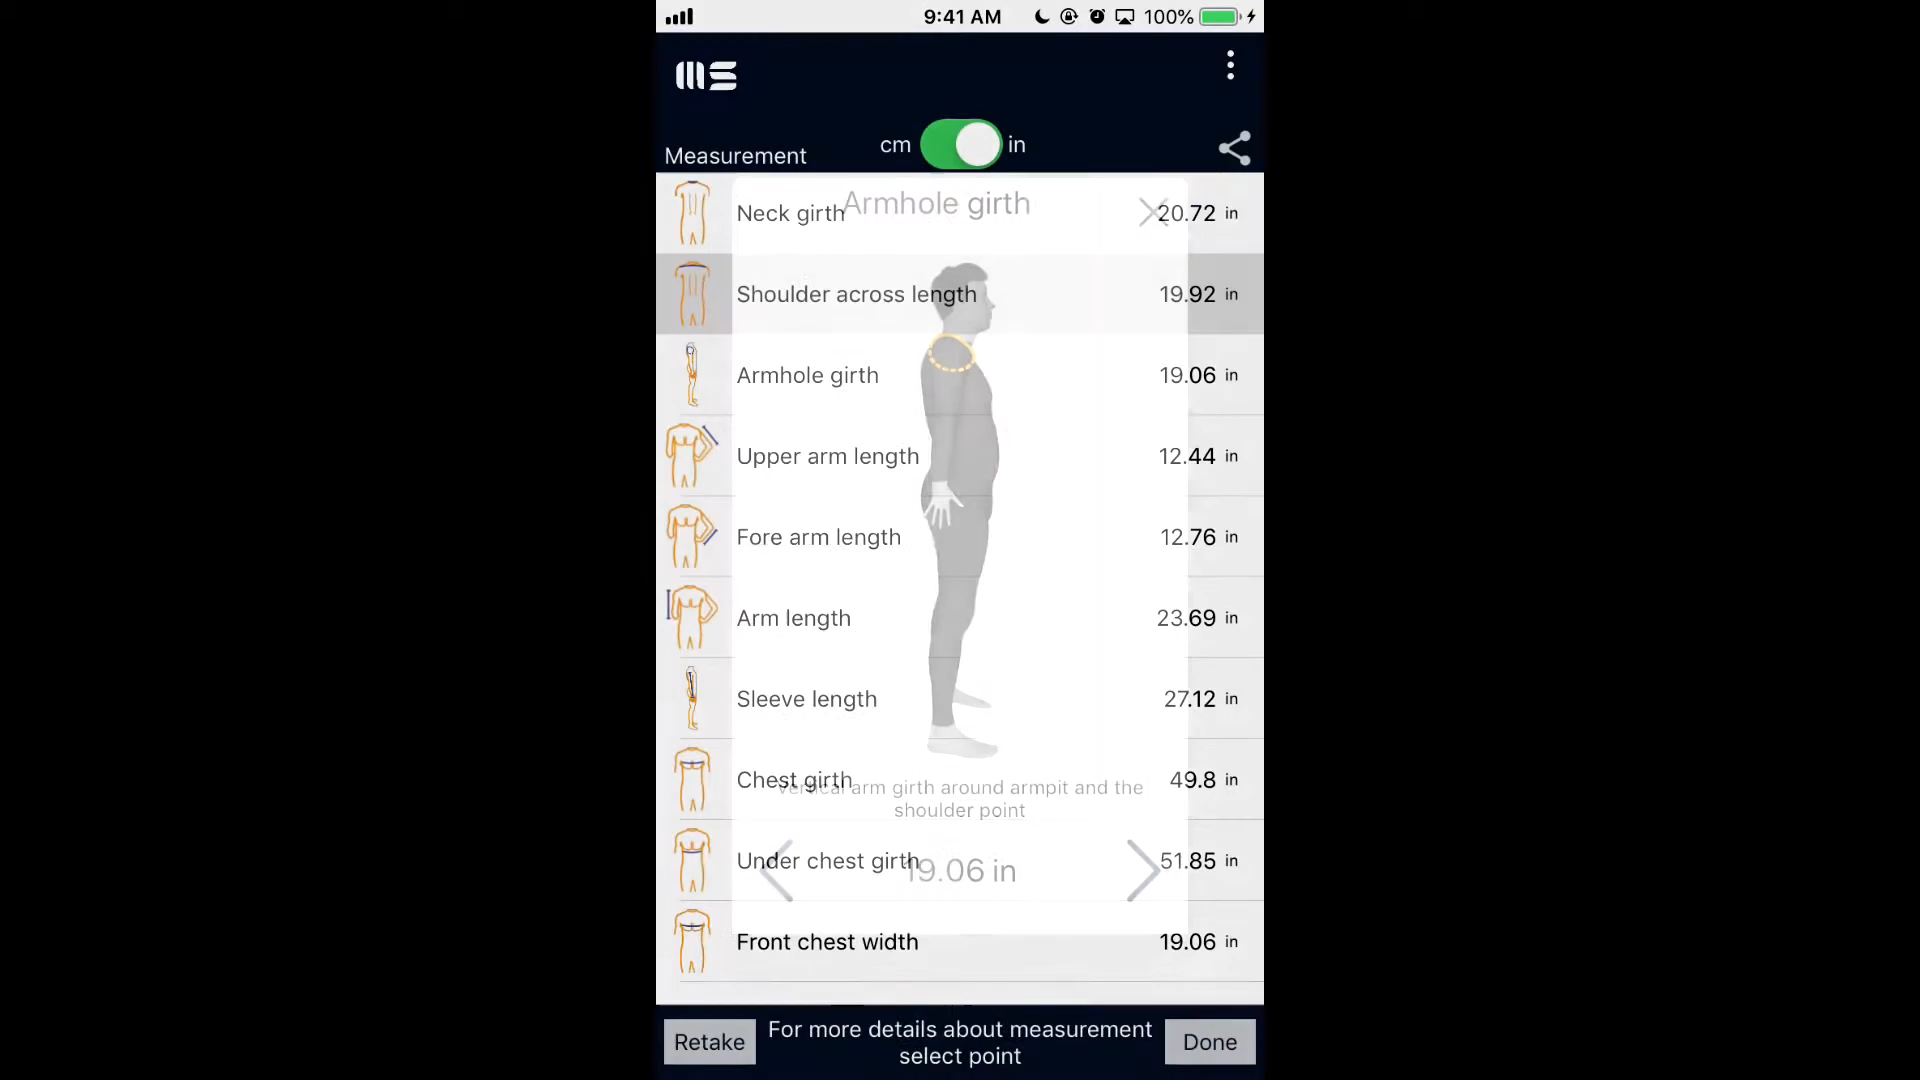 9:41 AM
100%
MS
Measurement
cm
in
Armhole girth
Neck girth
20.72 in
Shoulder across length
19.92 in
Armhole girth
19.06 in
Upper arm length
12.44 in
Fore arm length
12.76 in
Arm length
23.69 in
Sleeve length
27.12 in
Chest girth
49.8 in
Vertical arm girth around armpit and the
shoulder point
Under chest girth
51.85 in
19.06 in
Front chest width
19.06 in
Retake
For more details about measurement
select point
Done